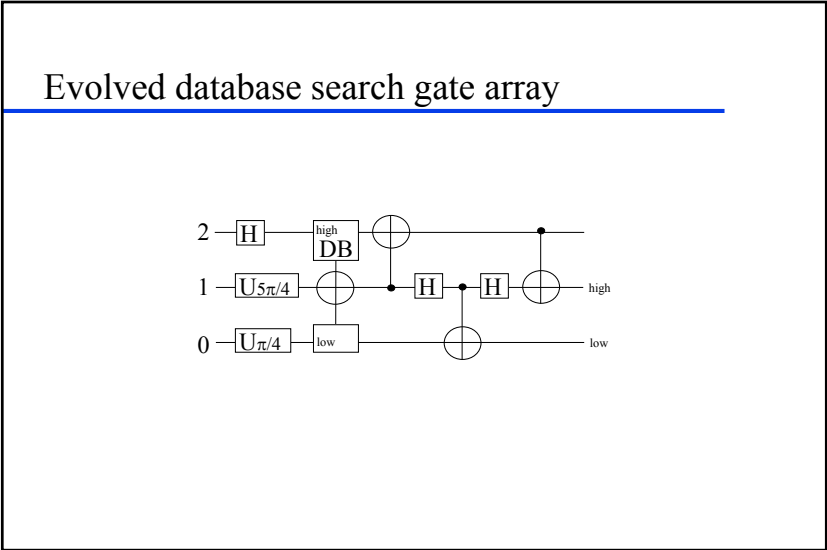 Evolved database search gate array
2 H high
DB
1 U5π/4 H H high
0 Uπ/4 low low